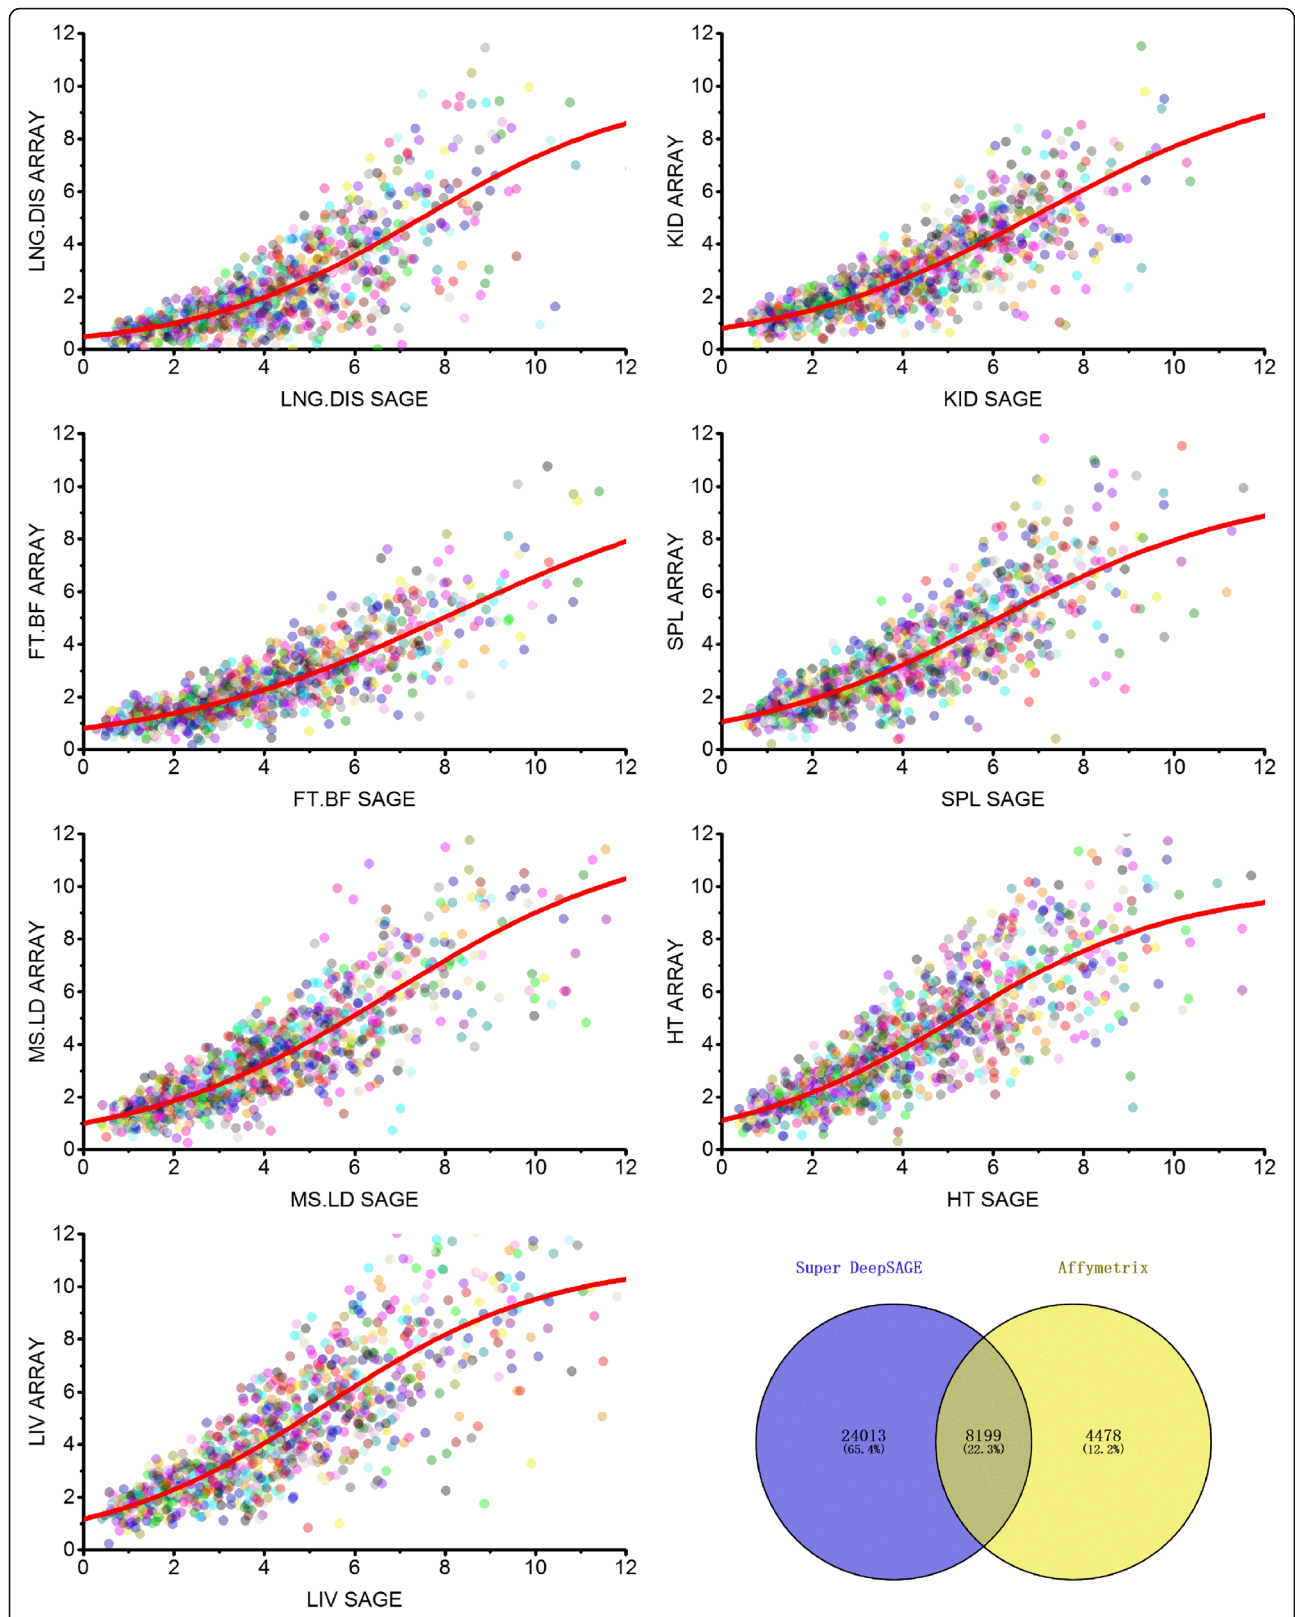 12
10
8
6
4
2
0
LNG.DIS ARRAY
0 2 4 6 8 10 12
LNG.DIS SAGE
12
10
8
6
4
2
0
KID ARRAY
0 2 4 6 8 10 12
KID SAGE
12
10
8
6
4
2
0
FT.BF ARRAY
0 2 4 6 8 10 12
FT.BF SAGE
12
10
8
6
4
2
0
SPL ARRAY
0 2 4 6 8 10 12
SPL SAGE
12
10
8
6
4
2
0
MS.LD ARRAY
0 2 4 6 8 10 12
MS.LD SAGE
12
10
8
6
4
2
0
HT ARRAY
0 2 4 6 8 10 12
HT SAGE
12
10
8
6
4
2
0
LIV ARRAY
0 2 4 6 8 10 12
LIV SAGE
Super DeepSAGE
Affymetrix
24013
(65.4%)
8199
(22.3%)
4478
(12.2%)